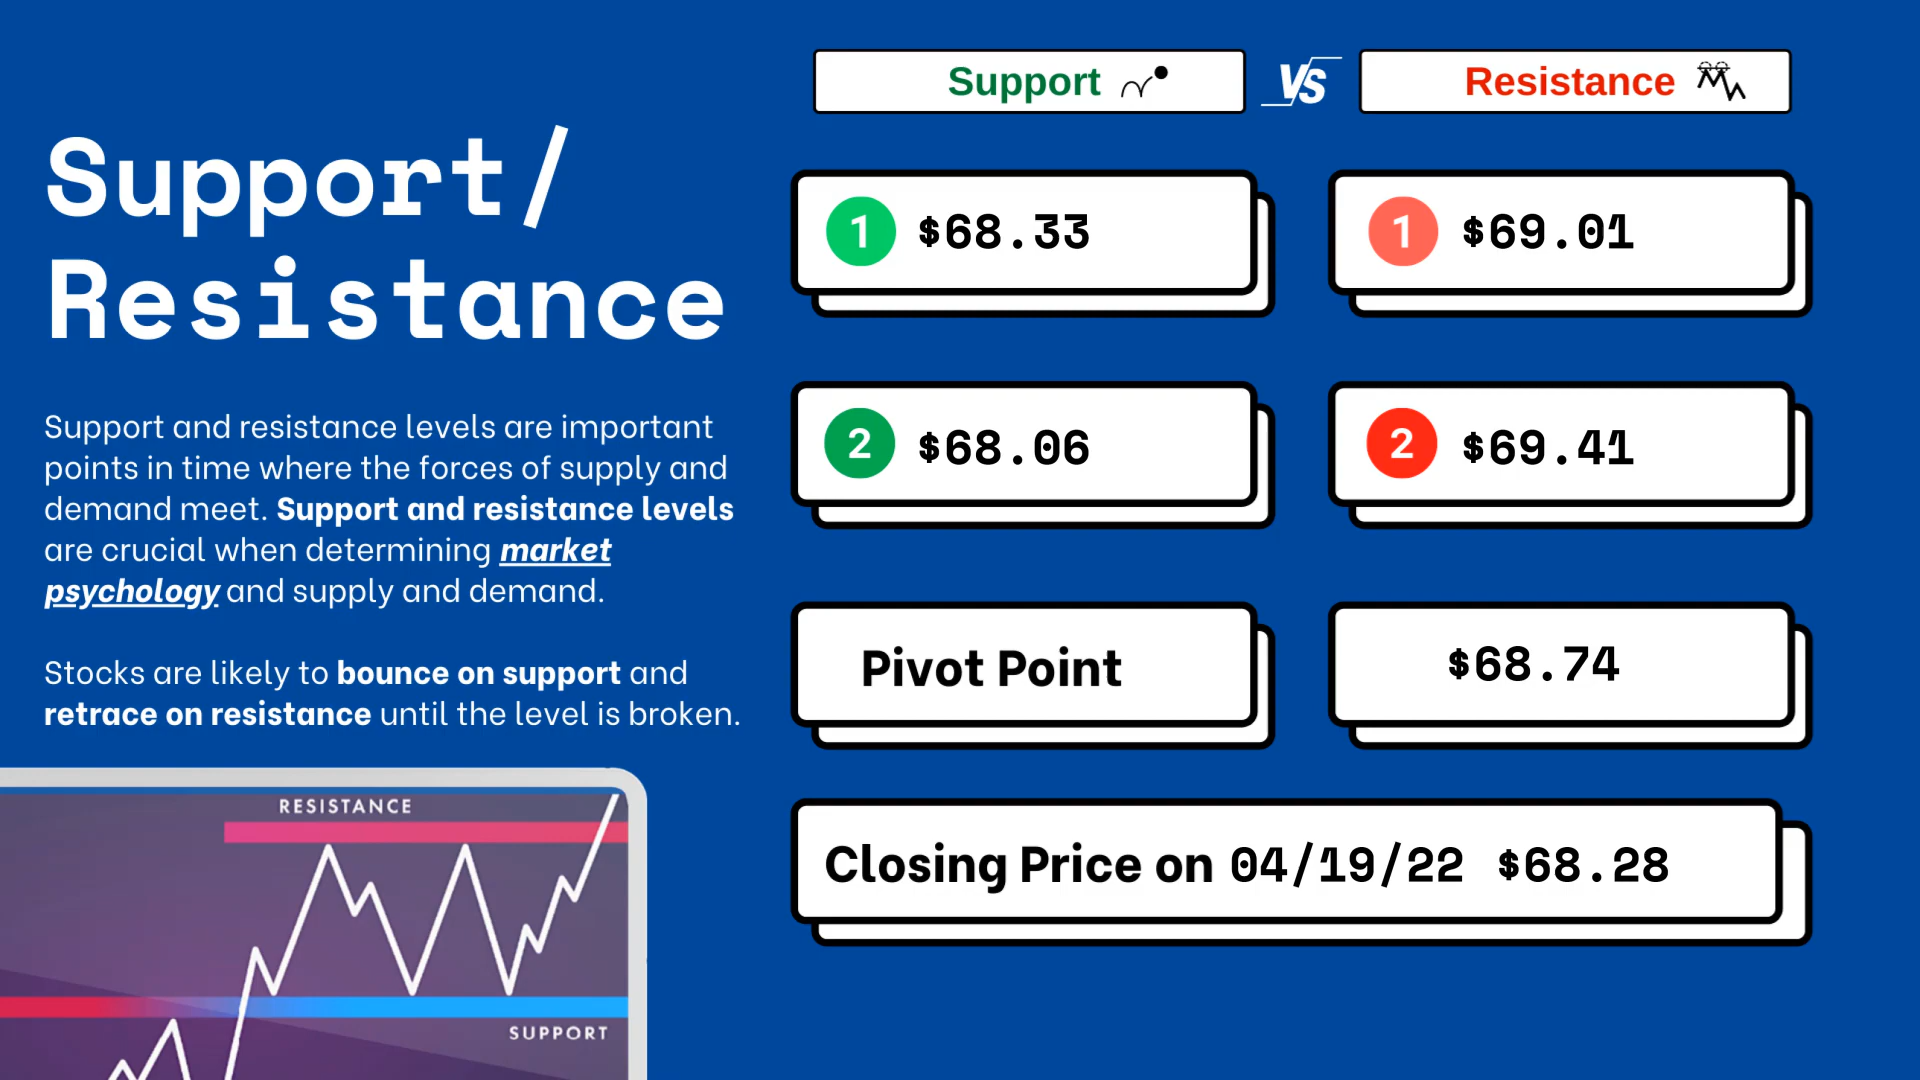 Support/
Resistance
Support and resistance levels are important
points in time where the forces of supply and
demand meet. Support and resistance levels
are crucial when determining market
psychology and supply and demand.
Stocks are likely to bounce on support and
retrace on resistance until the level is broken.
RESISTANCE
SUPPORT
Support VS Resistance
1 $68.33 1 $69.01
2 $68.06 2 $69.41
Pivot Point $68.74
Closing Price on 04/19/22 $68.28